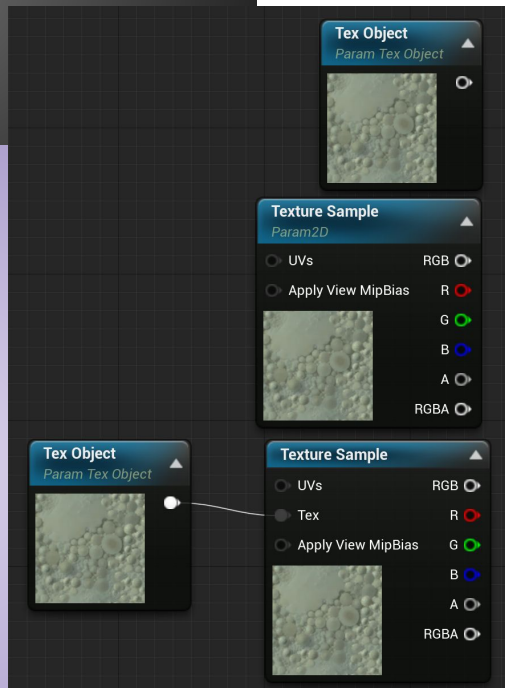 Tex Object
Param Tex Object
Texture Sample
Param2D
UVs RGB
Apply View MipBias R
G
B
A
RGBA
Tex Object
Param Tex Object
Texture Sample
UVs RGB
Tex R
Apply View MipBias G
B
A
RGBA